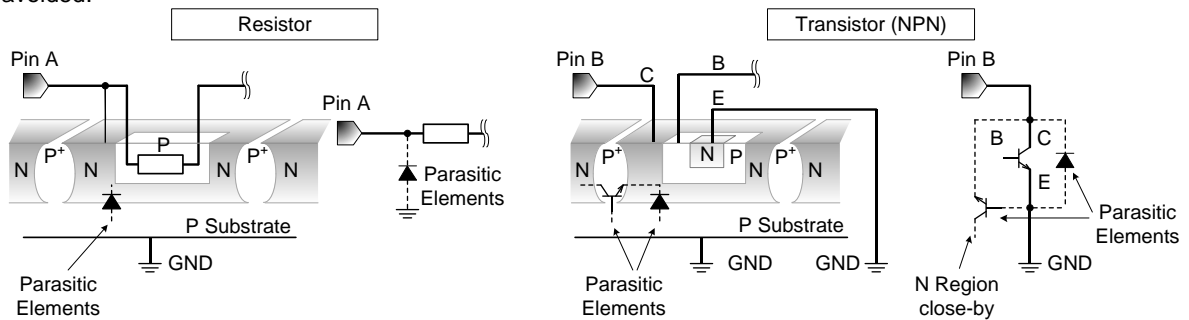 avoided.
Resistor
Transistor (NPN)
Pin A
Pin A
N
P+
N
P
N
P+
N
Parasitic
Elements
P Substrate
GND
Parasitic
Elements
Pin B
C
B
E
N
P+
N
N
P
N
P+
N
P Substrate
GND
GND
Parasitic
Elements
Pin B
B
C
E
Parasitic
Elements
GND
N Region
close-by